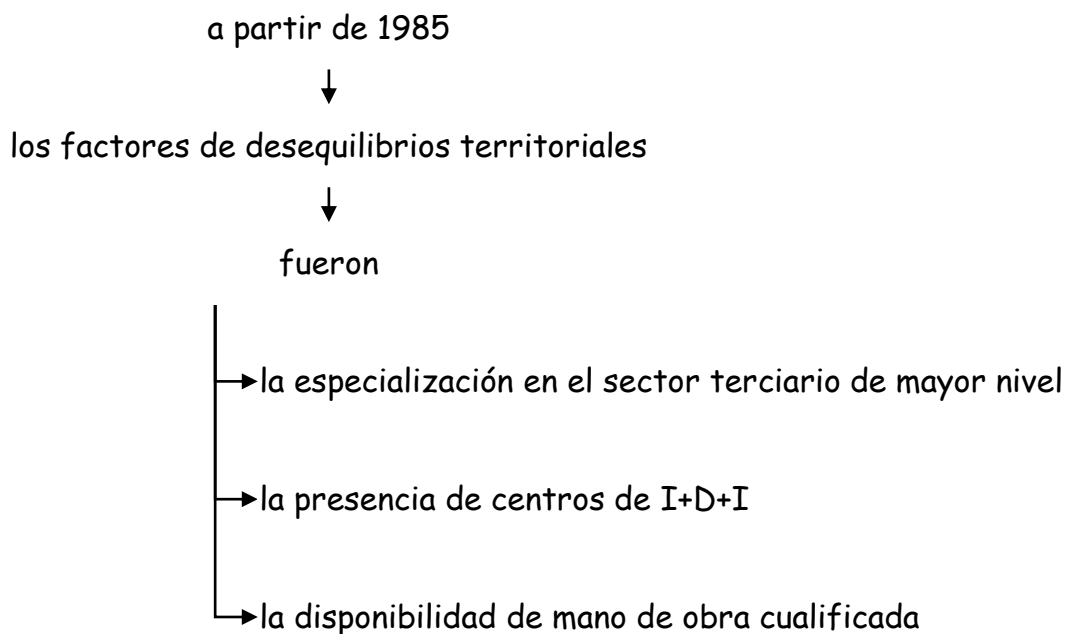 a partir de 1985
los factores de desequilibrios territoriales
fueron
la especialización en el sector terciario de mayor nivel
la presencia de centros de I+D+I
la disponibilidad de mano de obra cualificada